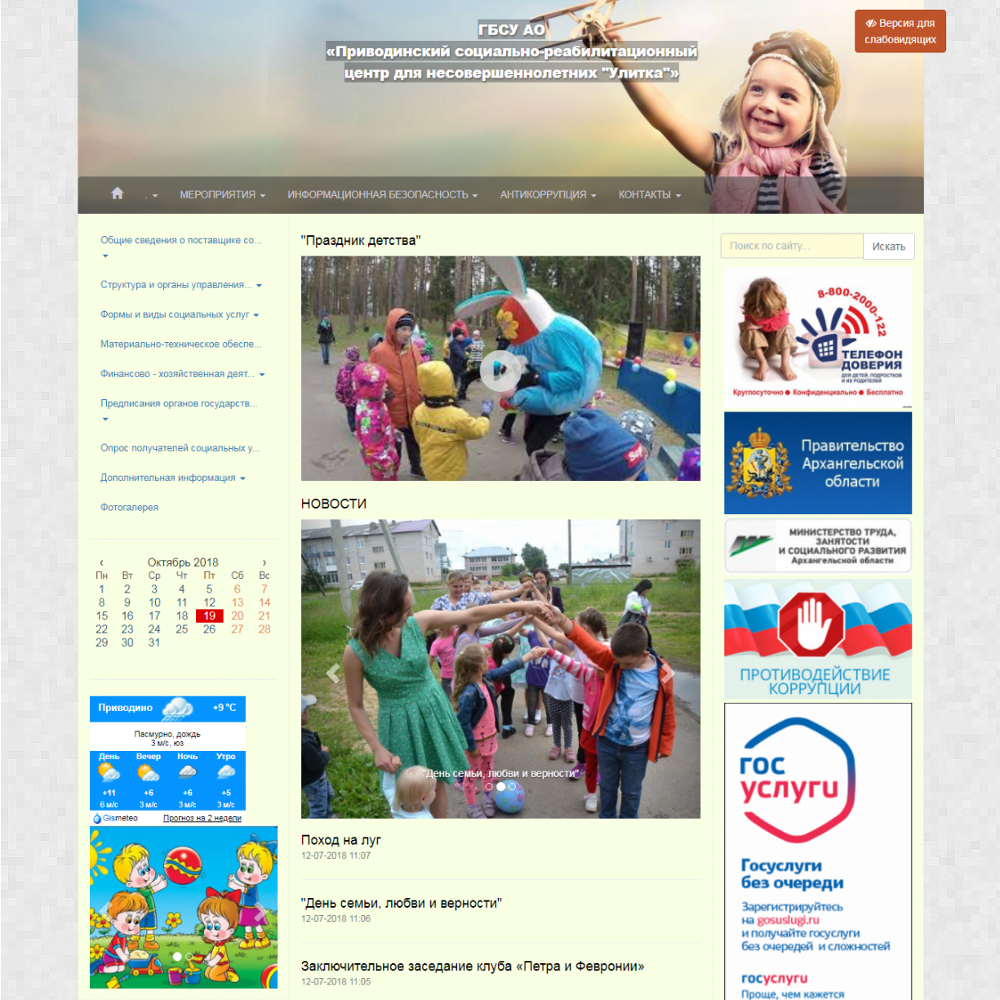 ГБСУ АО
«Приводинский социально-реабилитационный
центр для несовершеннолетних "Улитка"»
Версия для
слабовидящих
.
МЕРОПРИЯТИЯ
ИНФОРМАЦИОННАЯ БЕЗОПАСНОСТЬ
АНТИКОРРУПЦИЯ
КОНТАКТЫ
Общие сведения о поставщике со...
Структура и органы управления...
Формы и виды социальных услуг
Материально-техническое обеспе...
Финансово - хозяйственная деят...
Предписания органов государств...
Опрос получателей социальных у...
Дополнительная информация
Фотогалерея
‹ Октябрь 2018 ›
Пн Вт Ср Чт Пт Сб Вс
1 2 3 4 5 6 7
8 9 10 11 12 13 14
15 16 17 18 19 20 21
22 23 24 25 26 27 28
29 30 31
Приводино +9 °C
Пасмурно, дождь
3 м/с, юз
День Вечер Ночь Утро
+11 +6 +6 +5
6 м/с 3 м/с 3 м/с 3 м/с
Gismeteo Прогноз на 2 недели
"Праздник детства"
НОВОСТИ
"День семьи, любви и верности"
Поход на луг
12-07-2018 11:07
"День семьи, любви и верности"
12-07-2018 11:06
Заключительное заседание клуба «Петра и Февронии»
12-07-2018 11:05
Поиск по сайту...
Искать
8-800-2000-122
ТЕЛЕФОН
ДОВЕРИЯ
ДЛЯ ДЕТЕЙ, ПОДРОСТКОВ
И ИХ РОДИТЕЛЕЙ
Круглосуточно ● Конфиденциально ● Бесплатно
Правительство
Архангельской
области
МИНИСТЕРСТВО ТРУДА,
ЗАНЯТОСТИ
И СОЦИАЛЬНОГО РАЗВИТИЯ
Архангельской области
ПРОТИВОДЕЙСТВИЕ
КОРРУПЦИИ
гос
услуги
Госуслуги
без очереди
Зарегистрируйтесь
на gosuslugi.ru
и получайте госуслуги
без очередей и сложностей
госуслуги
Проще, чем кажется